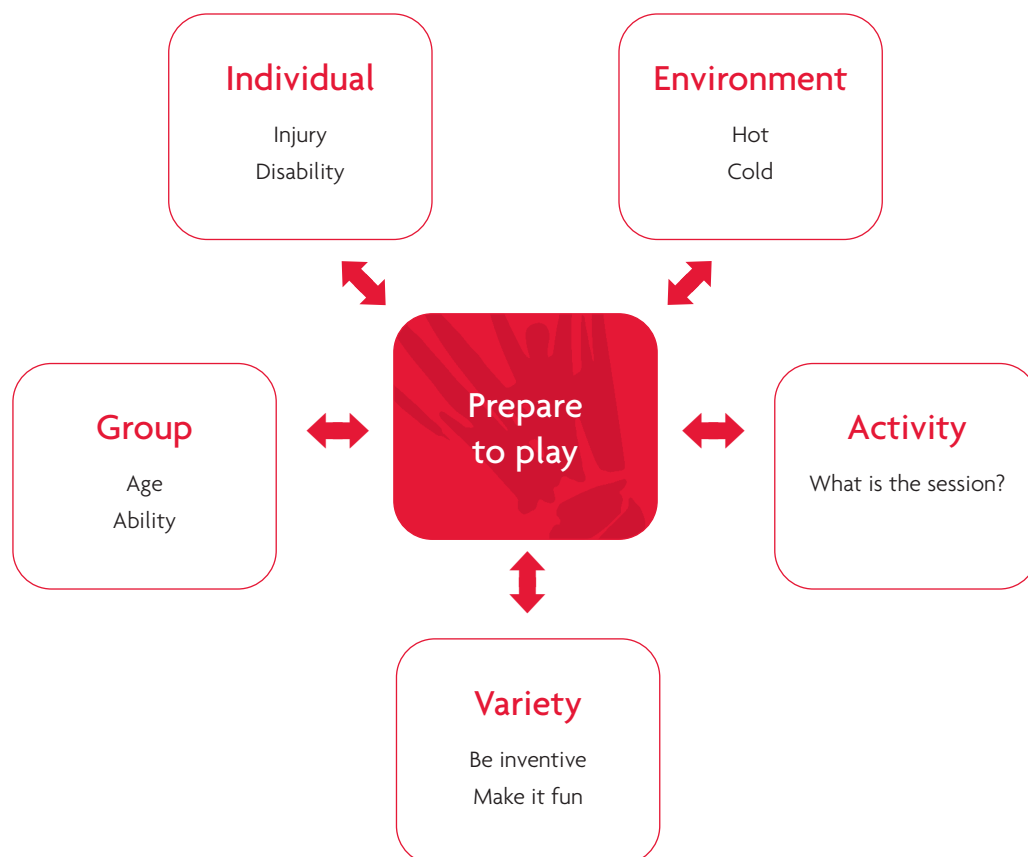 Individual
Injury
Disability
Environment
Hot
Cold
Group
Age
Ability
Prepare
to play
Activity
What is the session?
Variety
Be inventive
Make it fun